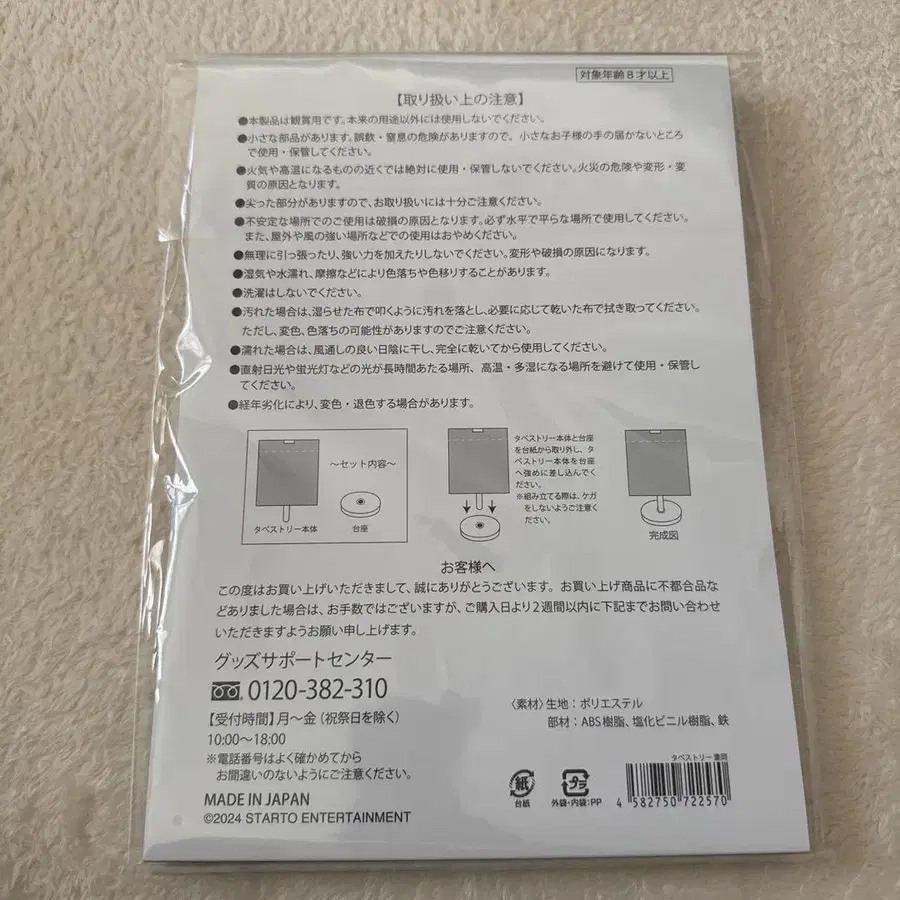 対象年齢8才以上
【取り扱い上の注意】
●本製品は観賞用です。本来の用途以外には使用しないでください。
●小さな部品があります。誤飲・窒息の危険がありますので、小さなお子様の手の届かないところ
で使用・保管してください。
●火気や高温になるものの近くでは絶対に使用・保管しないでください。火災の危険や変形・変
質の原因となります。
●尖った部分がありますので、お取り扱いには十分ご注意ください。
●不安定な場所でのご使用は破損の原因となります。必ず水平で平らな場所で使用してください。
また、屋外や風の強い場所などでの使用はおやめください。
●無理に引っ張ったり、強い力を加えたりしないでください。変形や破損の原因になります。
●湿気や水濡れ、摩擦などにより色落ちや色移りすることがあります。
●洗濯はしないでください。
●汚れた場合は、湿らせた布で叩くように汚れを落とし、必要に応じて乾いた布で拭き取ってください。
ただし、変色、色落ちの可能性がありますのでご注意ください。
●濡れた場合は、風通しの良い日陰に干し、完全に乾いてから使用してください。
●直射日光や蛍光灯などの光が長時間あたる場所、高温・多湿になる場所を避けて使用・保管し
てください。
●経年劣化により、変色・退色する場合があります。
～セット内容～
タペストリー本体
台座
タペストリー本体と台座
を台紙から取り外し、タ
ペストリー本体を台座
へ強めに差し込んでく
ださい。
※組み立てる際は、ケガ
をしないようご注意く
ださい。
完成図
お客様へ
この度はお買い上げいただきまして、誠にありがとうございます。お買い上げ商品に不都合品な
どありました場合は、お手数ではございますが、ご購入日より2週間以内に下記までお問い合わせ
いただきますようお願い申し上げます。
グッズサポートセンター
0120-382-310
【受付時間】月～金(祝祭日を除く)
10:00～18:00
※電話番号はよく確かめてから
お間違いのないようにご注意ください。
MADE IN JAPAN
©2024 STARTO ENTERTAINMENT
〈素材〉生地:ポリエステル
部材:ABS樹脂、塩化ビニル樹脂、鉄
タペストリー 重岡
紙
台紙
プラ
外袋・内袋:PP
4 582750 722570